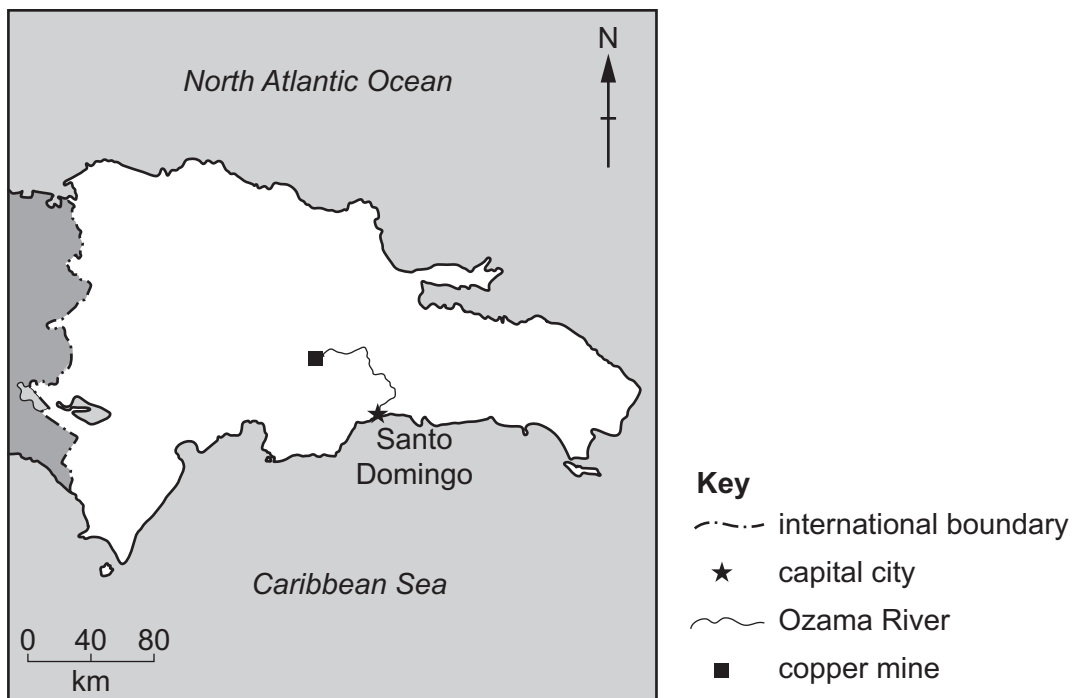 North Atlantic Ocean
N
Santo
Domingo
Caribbean Sea
0 40 80
km
Key
international boundary
capital city
Ozama River
copper mine